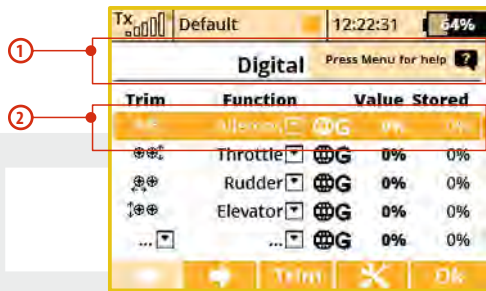 Tx Default 12:22:31 64%
1
Digital Press Menu for help ?
Trim Function Value Stored
2
Aileron G 0% 0%
Throttle G 0% 0%
Rudder G 0% 0%
Elevator G 0% 0%
... ... G 0% 0%
Trim Ok